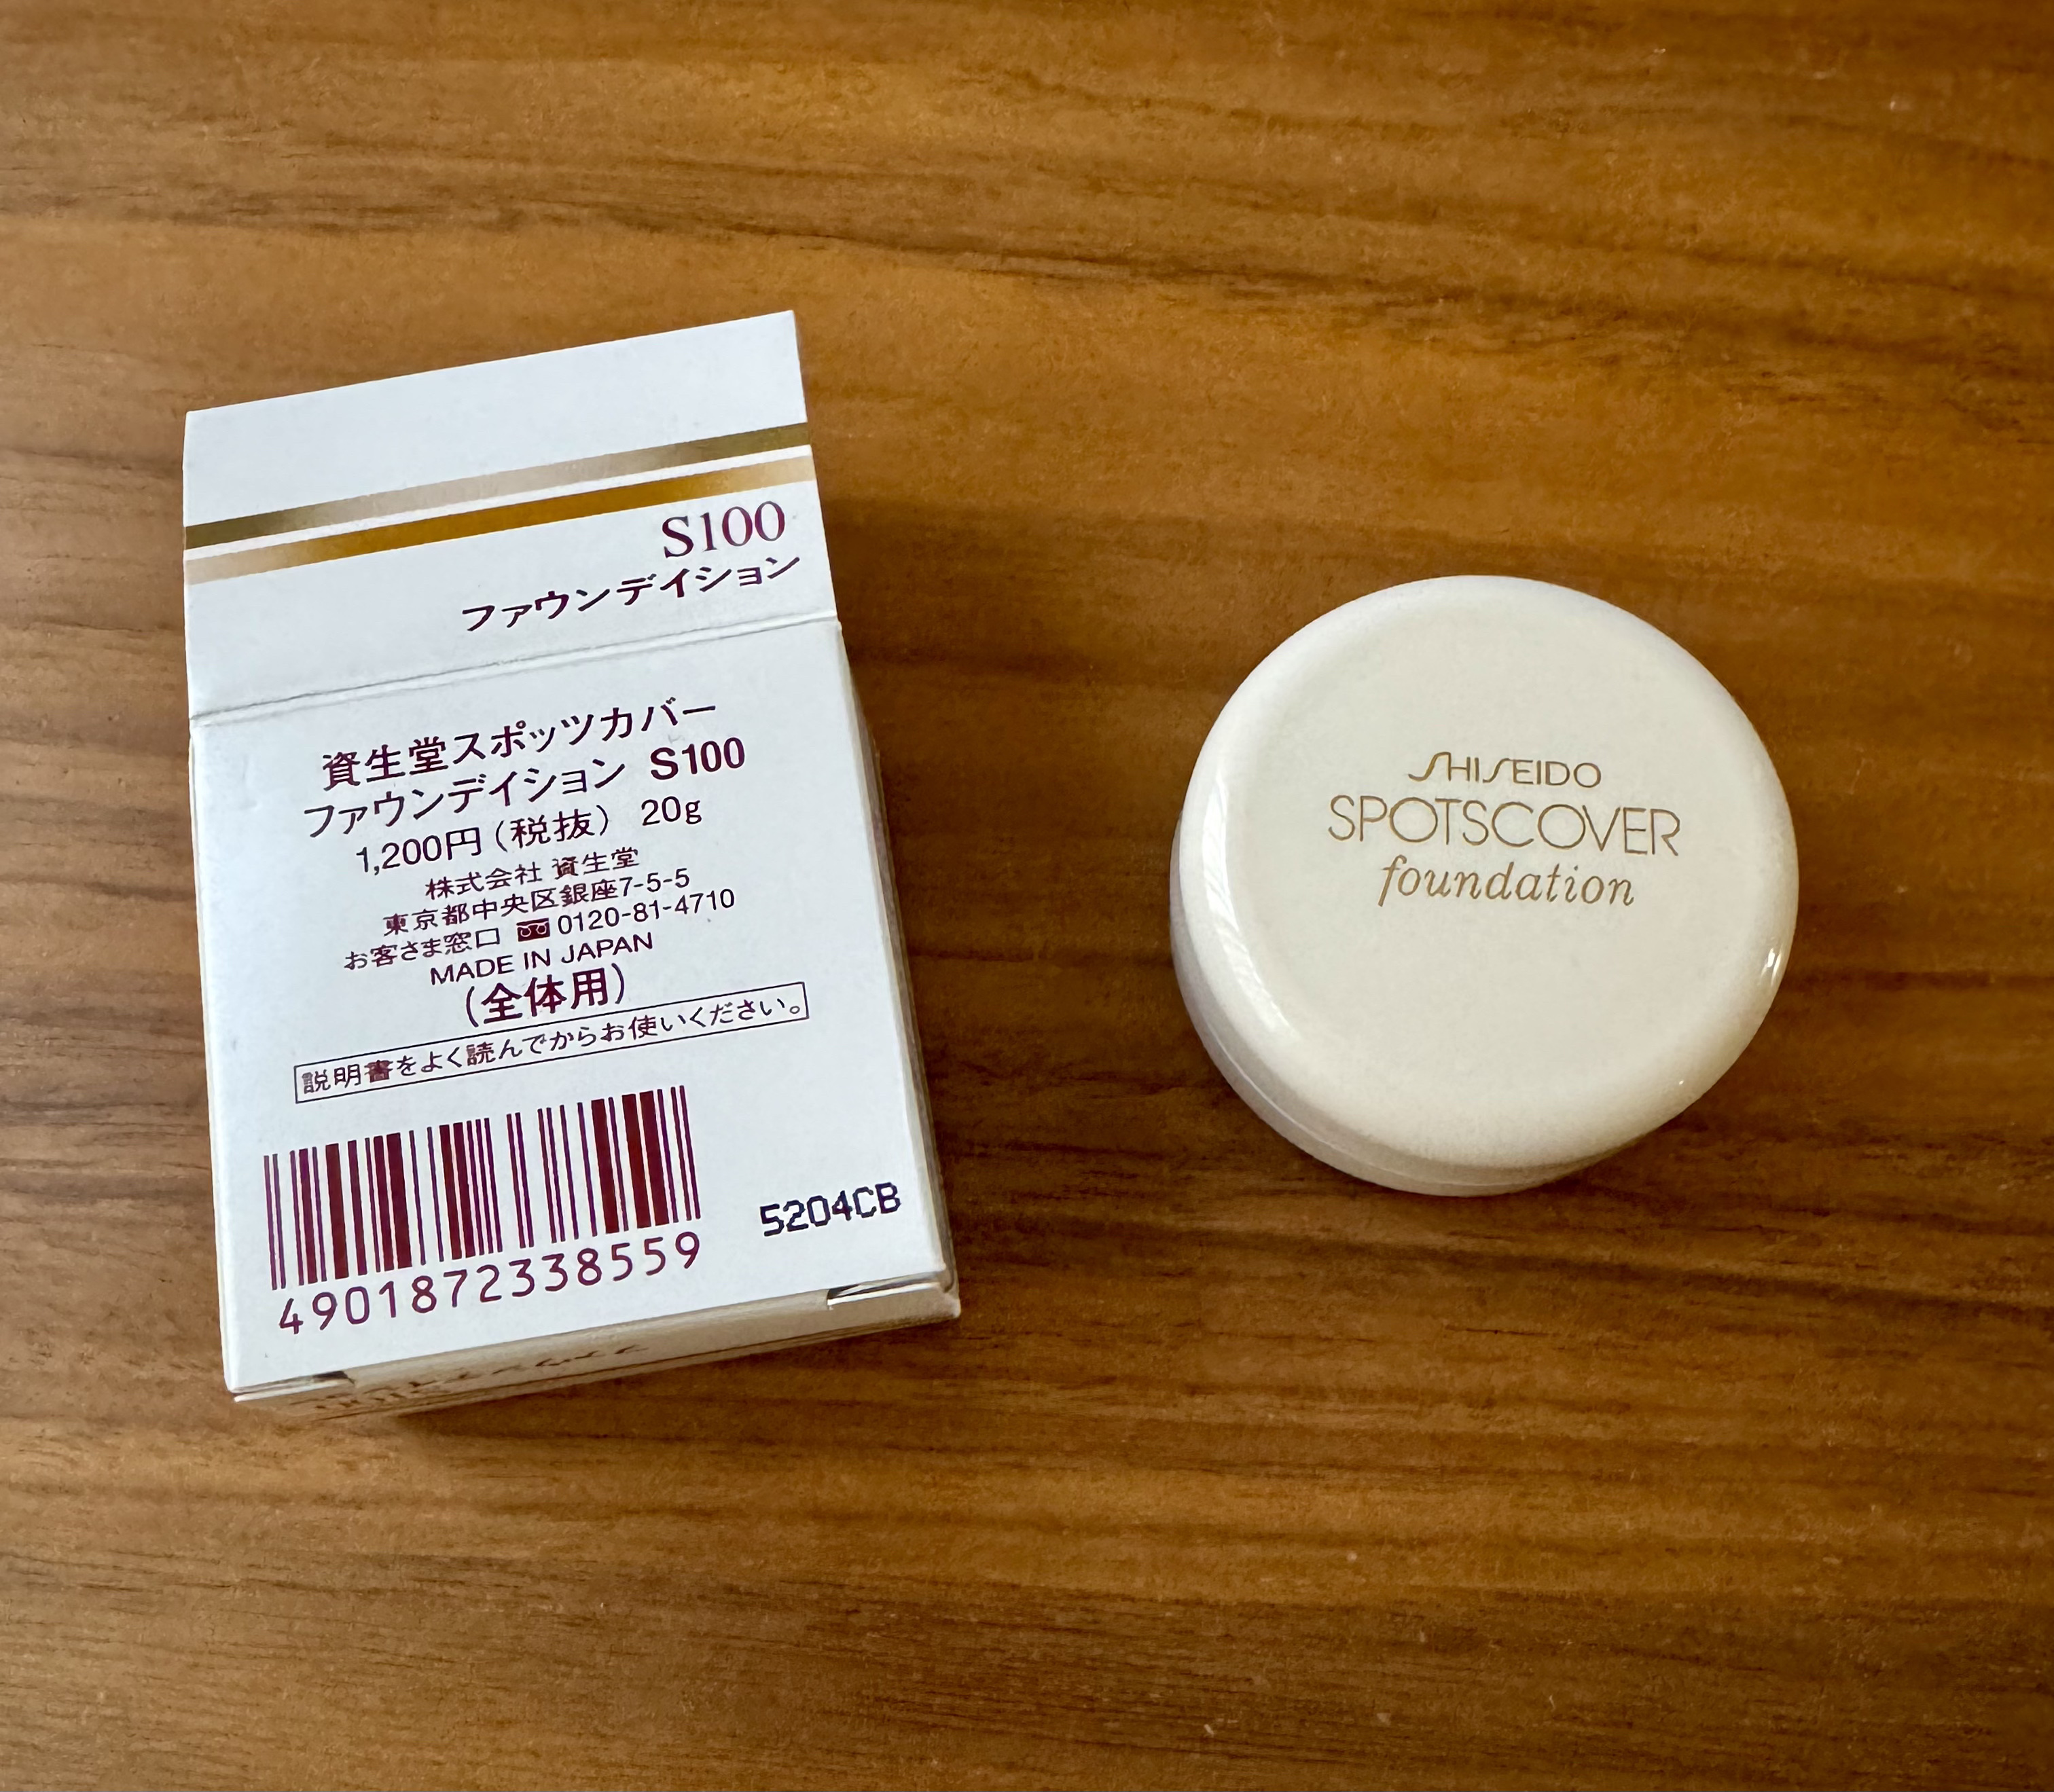 S100
ファウンデイション
資生堂スポッツカバー
ファウンデイション S100
1,200円(税抜) 20g
株式会社 資生堂
東京都中央区銀座7-5-5
お客さま窓口 0120-81-4710
MADE IN JAPAN
(全体用)
説明書をよく読んでからお使いください。
4901872338559
5204CB
SHISEIDO
SPOTSCOVER
foundation